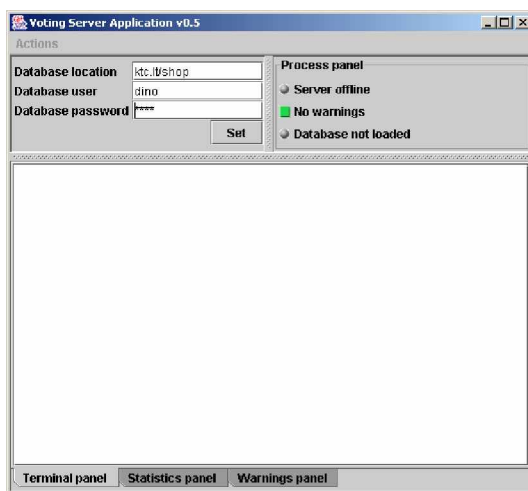 Voting Server Application v0.5
Actions
Database location ktc.lt/shop
Database user dino
Database password ****
Set
Process panel
Server offline
No warnings
Database not loaded
Terminal panel Statistics panel Warnings panel